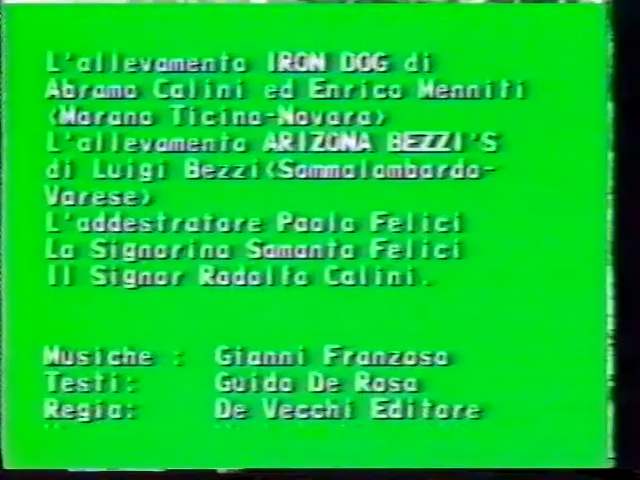 L'allevamento IRON DOG di
Abramo Calini ed Enrico Menniti
(Marano Ticino-Novara)
L'allevamento ARIZONA BEZZI'S
di Luigi Bezzi(Sommalombardo-
Varese)
L'addestratore Paolo Felici
La Signorina Samanta Felici
Il Signor Rodolfo Calini.
Musiche : Gianni Franzosa
Testi: Guido De Rosa
Regia: De Vecchi Editore